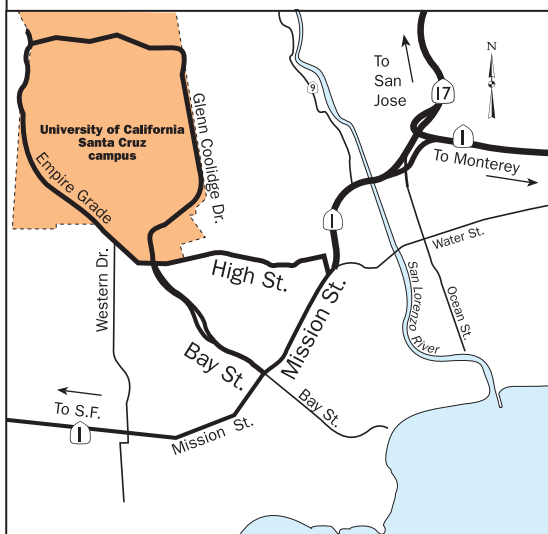 N
To
San
Jose
9
17
University of California
Santa Cruz
campus
Glenn Coolidge Dr.
1
To Monterey
Empire Grade
1
Water St.
High St.
Western Dr.
Mission St.
San Lorenzo
River
Ocean St.
Bay St.
Bay St.
To S.F.
1
Mission St.